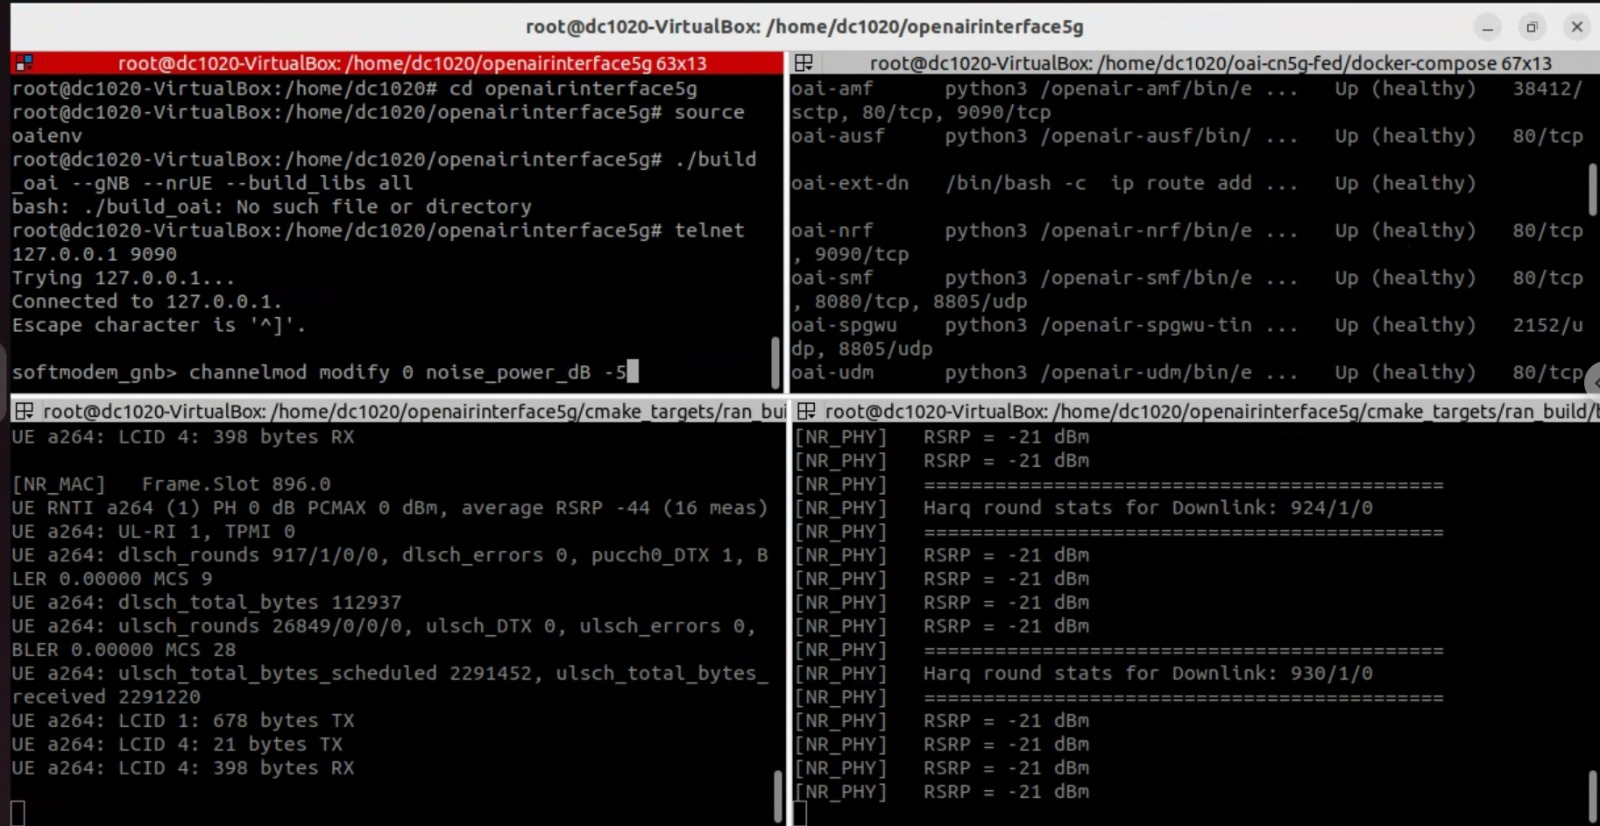 root@dc1020-VirtualBox: /home/dc1020/openairinterface5g
root@dc1020-VirtualBox: /home/dc1020/openairinterface5g 63x13
root@dc1020-VirtualBox:/home/dc1020# cd openairinterface5g
root@dc1020-VirtualBox:/home/dc1020/openairinterface5g# source
oaienv
root@dc1020-VirtualBox:/home/dc1020/openairinterface5g# ./build
_oai --gNB --nrUE --build_libs all
bash: ./build_oai: No such file or directory
root@dc1020-VirtualBox:/home/dc1020/openairinterface5g# telnet
127.0.0.1 9090
Trying 127.0.0.1...
Connected to 127.0.0.1.
Escape character is '^]'.
softmodem_gnb> channelmod modify 0 noise_power_dB -5
root@dc1020-VirtualBox: /home/dc1020/oai-cn5g-fed/docker-compose 67x13
oai-amf python3 /openair-amf/bin/e ... Up (healthy) 38412/
sctp, 80/tcp, 9090/tcp
oai-ausf python3 /openair-ausf/bin/ ... Up (healthy) 80/tcp
oai-ext-dn /bin/bash -c ip route add ... Up (healthy)
oai-nrf python3 /openair-nrf/bin/e ... Up (healthy) 80/tcp
, 9090/tcp
oai-smf python3 /openair-smf/bin/e ... Up (healthy) 80/tcp
, 8080/tcp, 8805/udp
oai-spgwu python3 /openair-spgwu-tin ... Up (healthy) 2152/u
dp, 8805/udp
oai-udm python3 /openair-udm/bin/e ... Up (healthy) 80/tcp
root@dc1020-VirtualBox: /home/dc1020/openairinterface5g/cmake_targets/ran_bui
UE a264: LCID 4: 398 bytes RX
[NR_MAC] Frame.Slot 896.0
UE RNTI a264 (1) PH 0 dB PCMAX 0 dBm, average RSRP -44 (16 meas)
UE a264: UL-RI 1, TPMI 0
UE a264: dlsch_rounds 917/1/0/0, dlsch_errors 0, pucch0_DTX 1, B
LER 0.00000 MCS 9
UE a264: dlsch_total_bytes 112937
UE a264: ulsch_rounds 26849/0/0/0, ulsch_DTX 0, ulsch_errors 0,
BLER 0.00000 MCS 28
UE a264: ulsch_total_bytes_scheduled 2291452, ulsch_total_bytes_
received 2291220
UE a264: LCID 1: 678 bytes TX
UE a264: LCID 4: 21 bytes TX
UE a264: LCID 4: 398 bytes RX
root@dc1020-VirtualBox: /home/dc1020/openairinterface5g/cmake_targets/ran_build/b
[NR_PHY] RSRP = -21 dBm
[NR_PHY] RSRP = -21 dBm
[NR_PHY] ============================================
[NR_PHY] Harq round stats for Downlink: 924/1/0
[NR_PHY] ============================================
[NR_PHY] RSRP = -21 dBm
[NR_PHY] RSRP = -21 dBm
[NR_PHY] RSRP = -21 dBm
[NR_PHY] RSRP = -21 dBm
[NR_PHY] ============================================
[NR_PHY] Harq round stats for Downlink: 930/1/0
[NR_PHY] ============================================
[NR_PHY] RSRP = -21 dBm
[NR_PHY] RSRP = -21 dBm
[NR_PHY] RSRP = -21 dBm
[NR_PHY] RSRP = -21 dBm